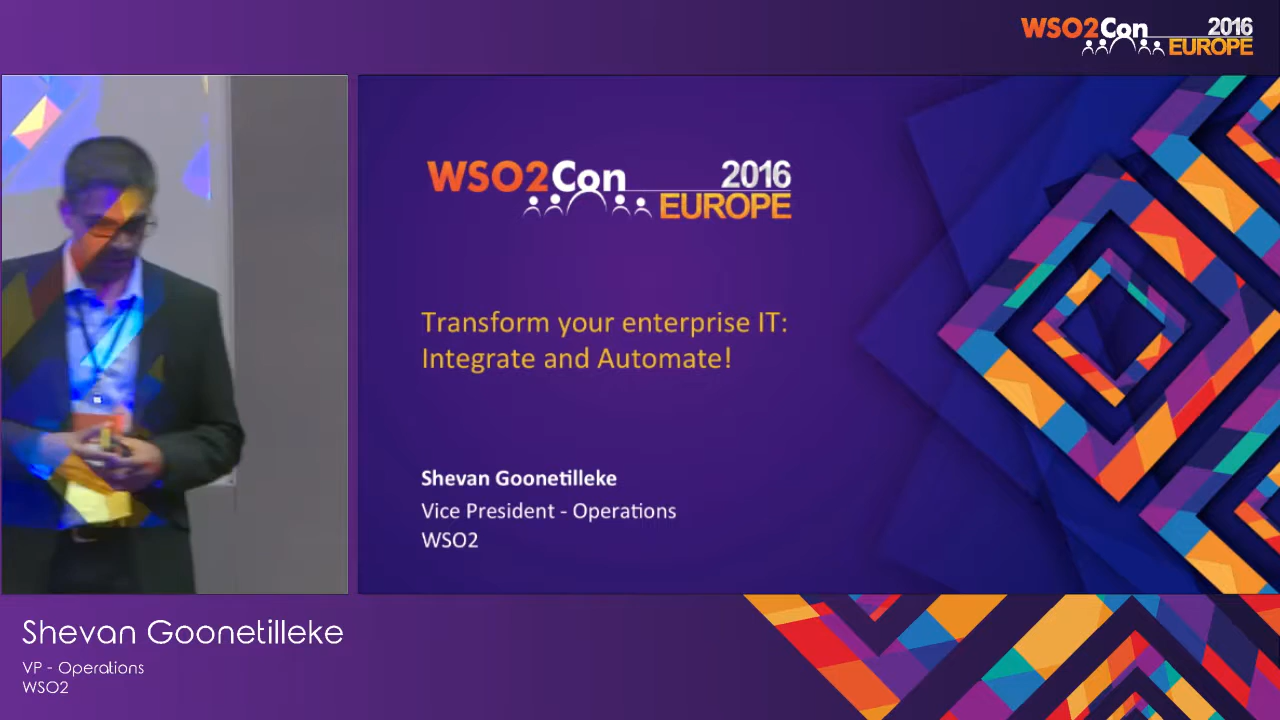 WSO2Con 2016
EUROPE
WSO2Con 2016
EUROPE
Transform your enterprise IT:
Integrate and Automate!
Shevan Goonetilleke
Vice President - Operations
WSO2
Shevan Goonetilleke
VP - Operations
WSO2